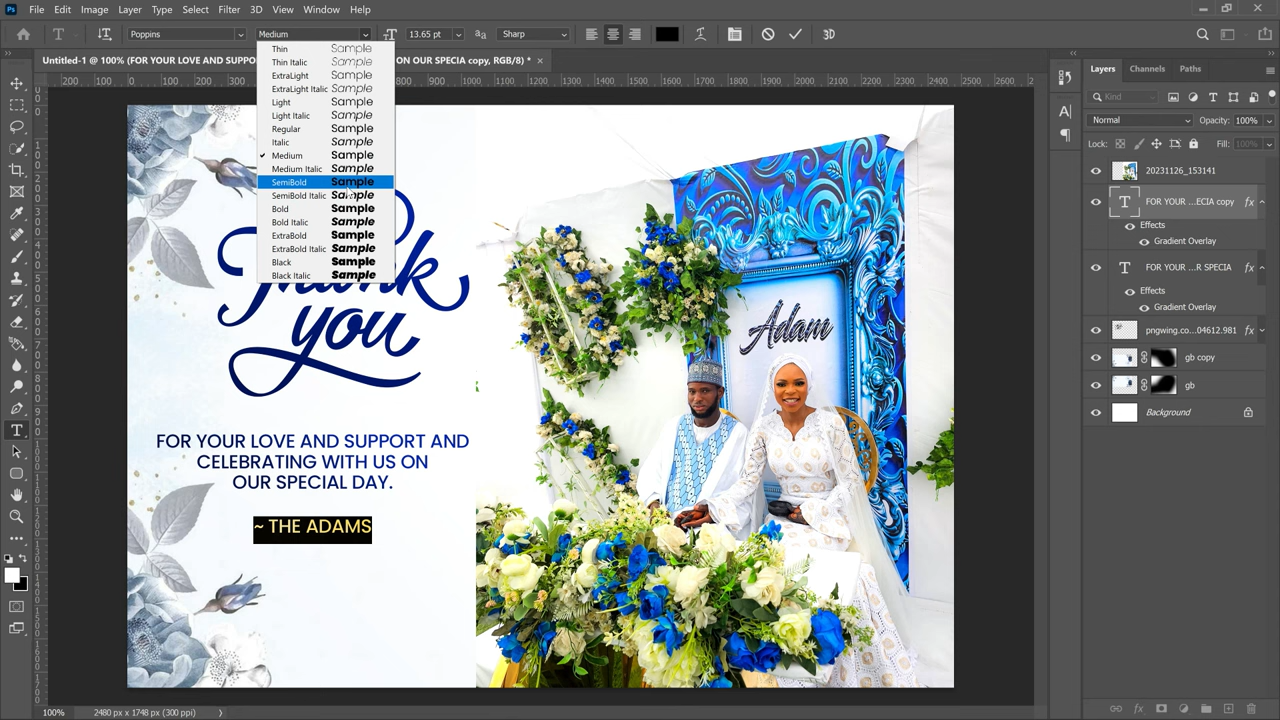 Ps File Edit Image Layer Type Select Filter 3D View Window Help
Poppins Medium 13.65 pt Sharp 3D
Untitled-1 @ 100% (FOR YOUR LOVE AND SUPPO ON OUR SPECIA copy, RGB/8) *
Thin Sample
Thin Italic Sample
ExtraLight Sample
ExtraLight Italic Sample
Light Sample
Light Italic Sample
Regular Sample
Italic Sample
Medium Sample
Medium Italic Sample
SemiBold Sample
SemiBold Italic Sample
Bold Sample
Bold Italic Sample
ExtraBold Sample
ExtraBold Italic Sample
Black Sample
Black Italic Sample
Thank
you
FOR YOUR LOVE AND SUPPORT AND
CELEBRATING WITH US ON
OUR SPECIAL DAY.
~ THE ADAMS
Adam
Layers Channels Paths
Kind
Normal Opacity: 100%
Lock: Fill: 100%
20231126_153141
FOR YOUR ...ECIA copy fx
Effects
Gradient Overlay
FOR YOUR ...R SPECIA fx
Effects
Gradient Overlay
pngwing.co...04612.981
gb copy
gb
Background
100% 2480 px x 1748 px (300 ppi)